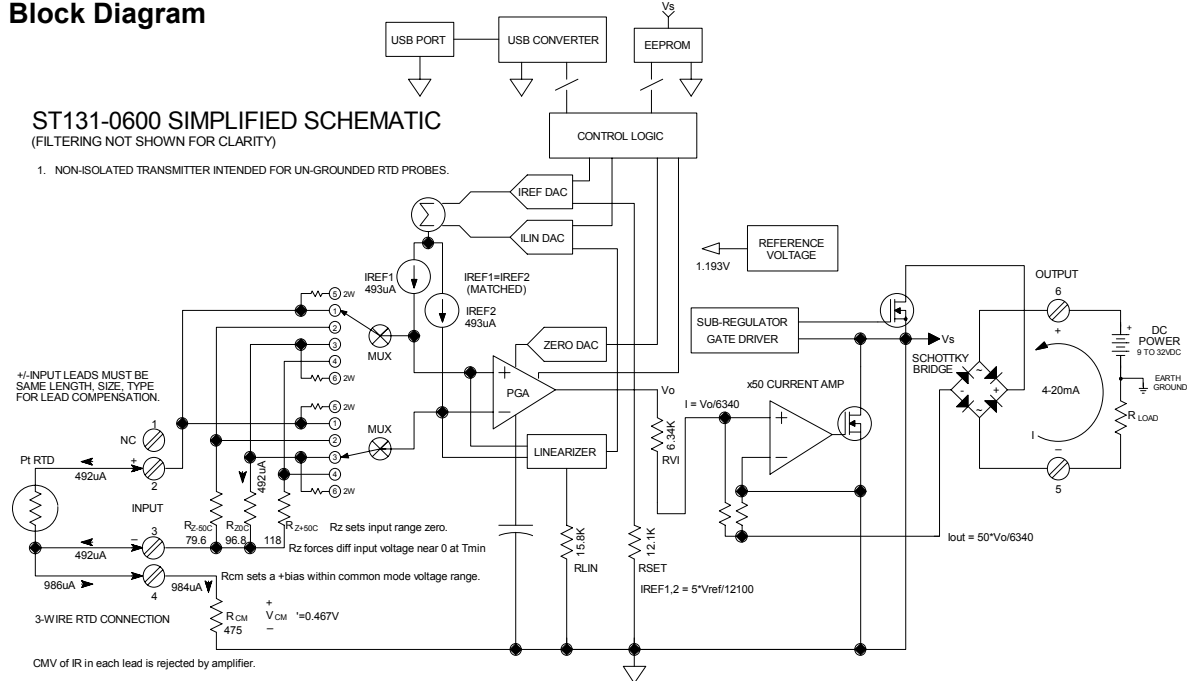 Block Diagram
Vs
USB PORT
USB CONVERTER
EEPROM
ST131-0600 SIMPLIFIED SCHEMATIC
(FILTERING NOT SHOWN FOR CLARITY)
CONTROL LOGIC
1. NON-ISOLATED TRANSMITTER INTENDED FOR UN-GROUNDED RTD PROBES.
IREF DAC
Σ
ILIN DAC
REFERENCE
VOLTAGE
1.193V
IREF1
493uA
IREF1=IREF2
(MATCHED)
IREF2
493uA
OUTPUT
6
+
5 2W
1
2
3
4
6 2W
MUX
SUB-REGULATOR
GATE DRIVER
Vs
ZERO DAC
SCHOTTKY
BRIDGE
~
-
+
~
4-20mA
I
+
DC
POWER
9 TO 32VDC
EARTH
GROUND
R LOAD
–
5
+/-INPUT LEADS MUST BE
SAME LENGTH, SIZE, TYPE
FOR LEAD COMPENSATION.
+
PGA
–
Vo
x50 CURRENT AMP
I = Vo/6340
+
–
6.34K
RVI
5 2W
1
2
3
4
6 2W
MUX
1
NC
LINEARIZER
Pt RTD
492uA
+
2
INPUT
492uA
RZ-50C
79.6
RZ0C
96.8
RZ+50C
118
Rz sets input range zero.
Rz forces diff input voltage near 0 at Tmin
492uA
–
3
Iout = 50*Vo/6340
15.8K
RLIN
12.1K
RSET
IREF1,2 = 5*Vref/12100
986uA
4
984uA
Rcm sets a +bias within common mode voltage range.
3-WIRE RTD CONNECTION
RCM
475
+
VCM '=0.467V
–
CMV of IR in each lead is rejected by amplifier.